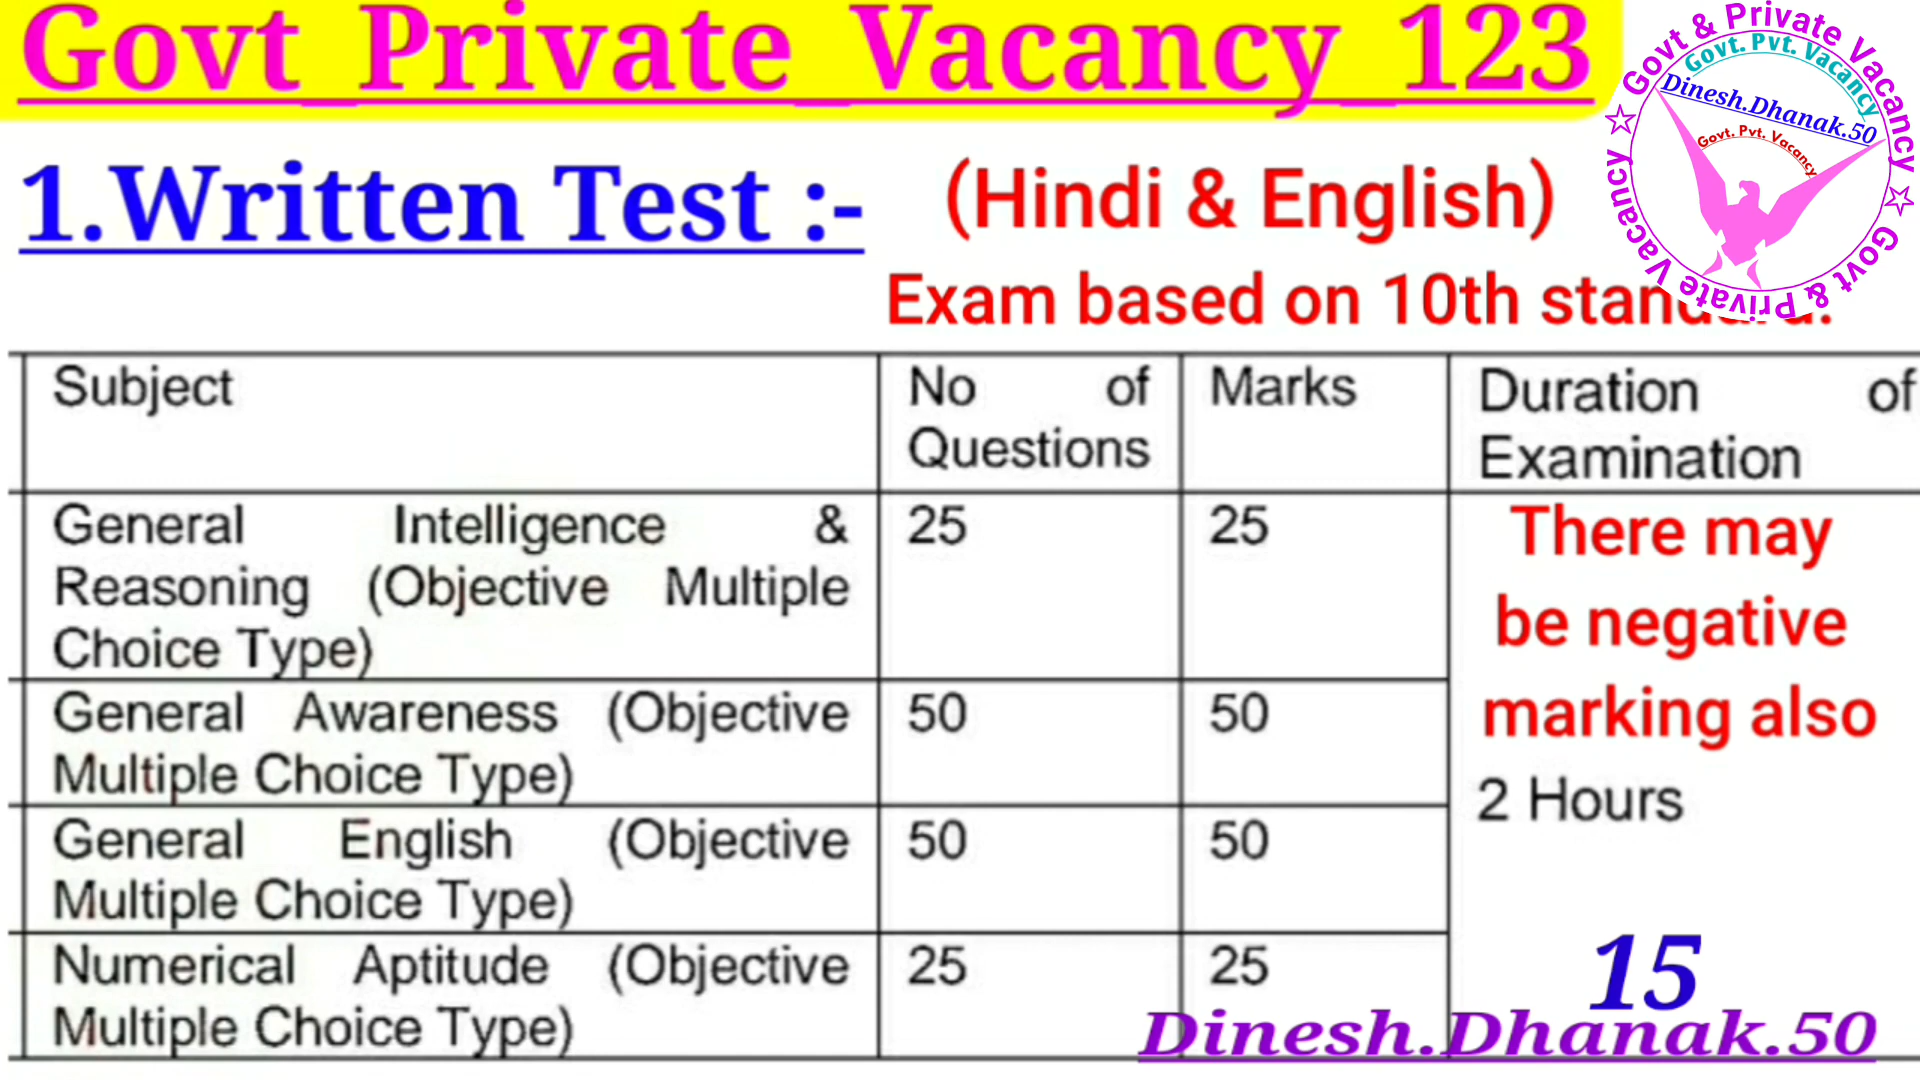 Govt_Private_Vacancy_123
1.Written Test :-
(Hindi & English)
Exam based on 10th
Govt & Private Vacancy ☆ Govt & Private Vacancy ☆
Govt. Pvt. Vacancy
Dinesh.Dhanak.50
Govt. Pvt. Vacancy
Subject
No of
Questions
Marks
Duration of
Examination
General Intelligence &
Reasoning (Objective Multiple
Choice Type)
25
25
There may
be negative
marking also
2 Hours
General Awareness (Objective
Multiple Choice Type)
50
50
General English (Objective
Multiple Choice Type)
50
50
Numerical Aptitude (Objective
Multiple Choice Type)
25
25
15
Dinesh.Dhanak.50